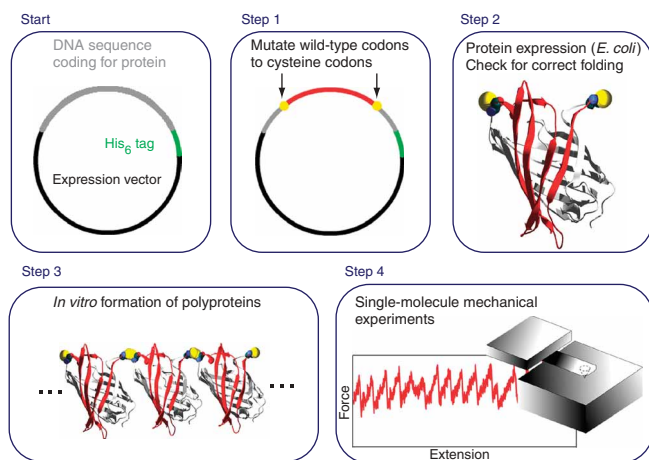 Start
DNA sequence
coding for protein
His6 tag
Expression vector
Step 1
Mutate wild-type codons
to cysteine codons
Step 2
Protein expression (E. coli)
Check for correct folding
Step 3
In vitro formation of polyproteins
Step 4
Single-molecule mechanical
experiments
Force
Extension